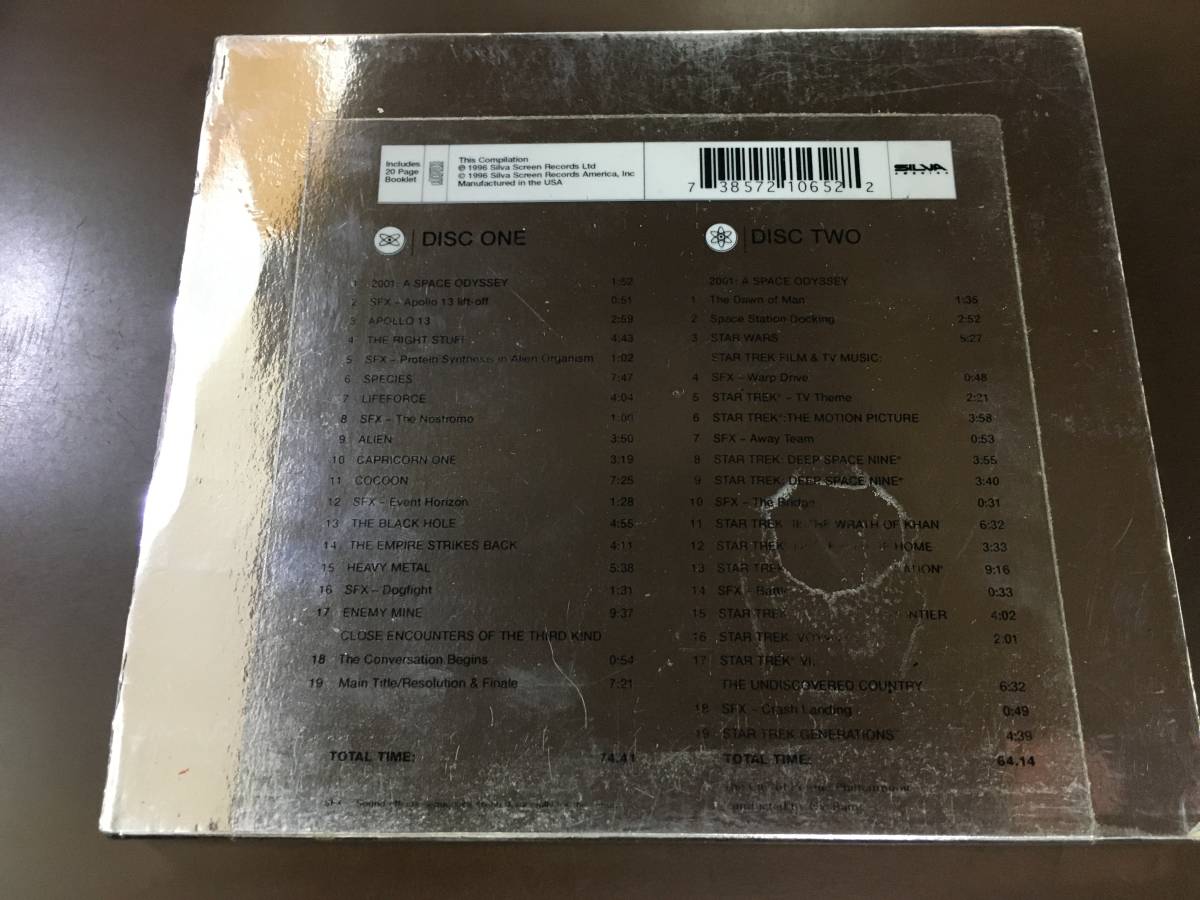 Includes
20 Page
Booklet
This Compilation
℗ 1996 Silva Screen Records Ltd
© 1996 Silva Screen Records America, Inc
Manufactured in the USA
7 38572 10652 2
SILVA
DISC ONE
1 2001: A SPACE ODYSSEY 1:52
2 SFX – Apollo 13 lift-off 0:51
3 APOLLO 13 2:59
4 THE RIGHT STUFF 4:43
5 SFX – Protein Synthesis in Alien Organism 1:02
6 SPECIES 7:47
7 LIFEFORCE 4:04
8 SFX – The Nostromo
9 ALIEN 3:50
10 CAPRICORN ONE 3:19
11 COCOON 7:25
12 SFX – Event Horizon 1:28
13 THE BLACK HOLE 4:55
14 THE EMPIRE STRIKES BACK 4:11
15 HEAVY METAL 5:38
16 SFX – Dogfight 1:31
17 ENEMY MINE 9:37
CLOSE ENCOUNTERS OF THE THIRD KIND
18 The Conversation Begins 0:54
19 Main Title/Resolution & Finale 7:21
TOTAL TIME: 74.41
SFX Sound effects
DISC TWO
2001: A SPACE ODYSSEY
1 The Dawn of Man 1:35
2 Space Station Docking 2:52
3 STAR WARS 5:27
STAR TREK FILM & TV MUSIC:
4 SFX – Warp Drive 0:48
5 STAR TREK* – TV Theme 2:21
6 STAR TREK*: THE MOTION PICTURE 3:58
7 SFX – Away Team 0:53
8 STAR TREK: DEEP SPACE NINE* 3:55
9 STAR TREK: DEEP SPACE NINE* 3:40
10 SFX – The Bridge 0:31
11 STAR TREK THE WRATH OF KHAN 6:32
12 STAR TREK HOME 3:33
13 STAR TREK 9:16
14 SFX – 0:33
15 STAR TREK 4:02
16 STAR TREK: 2:01
17 STAR TREK* VI:
THE UNDISCOVERED COUNTRY 6:32
18 SFX – Crash Landing 0:49
19 STAR TREK GENERATIONS 4:39
TOTAL TIME: 64.14
conducted by